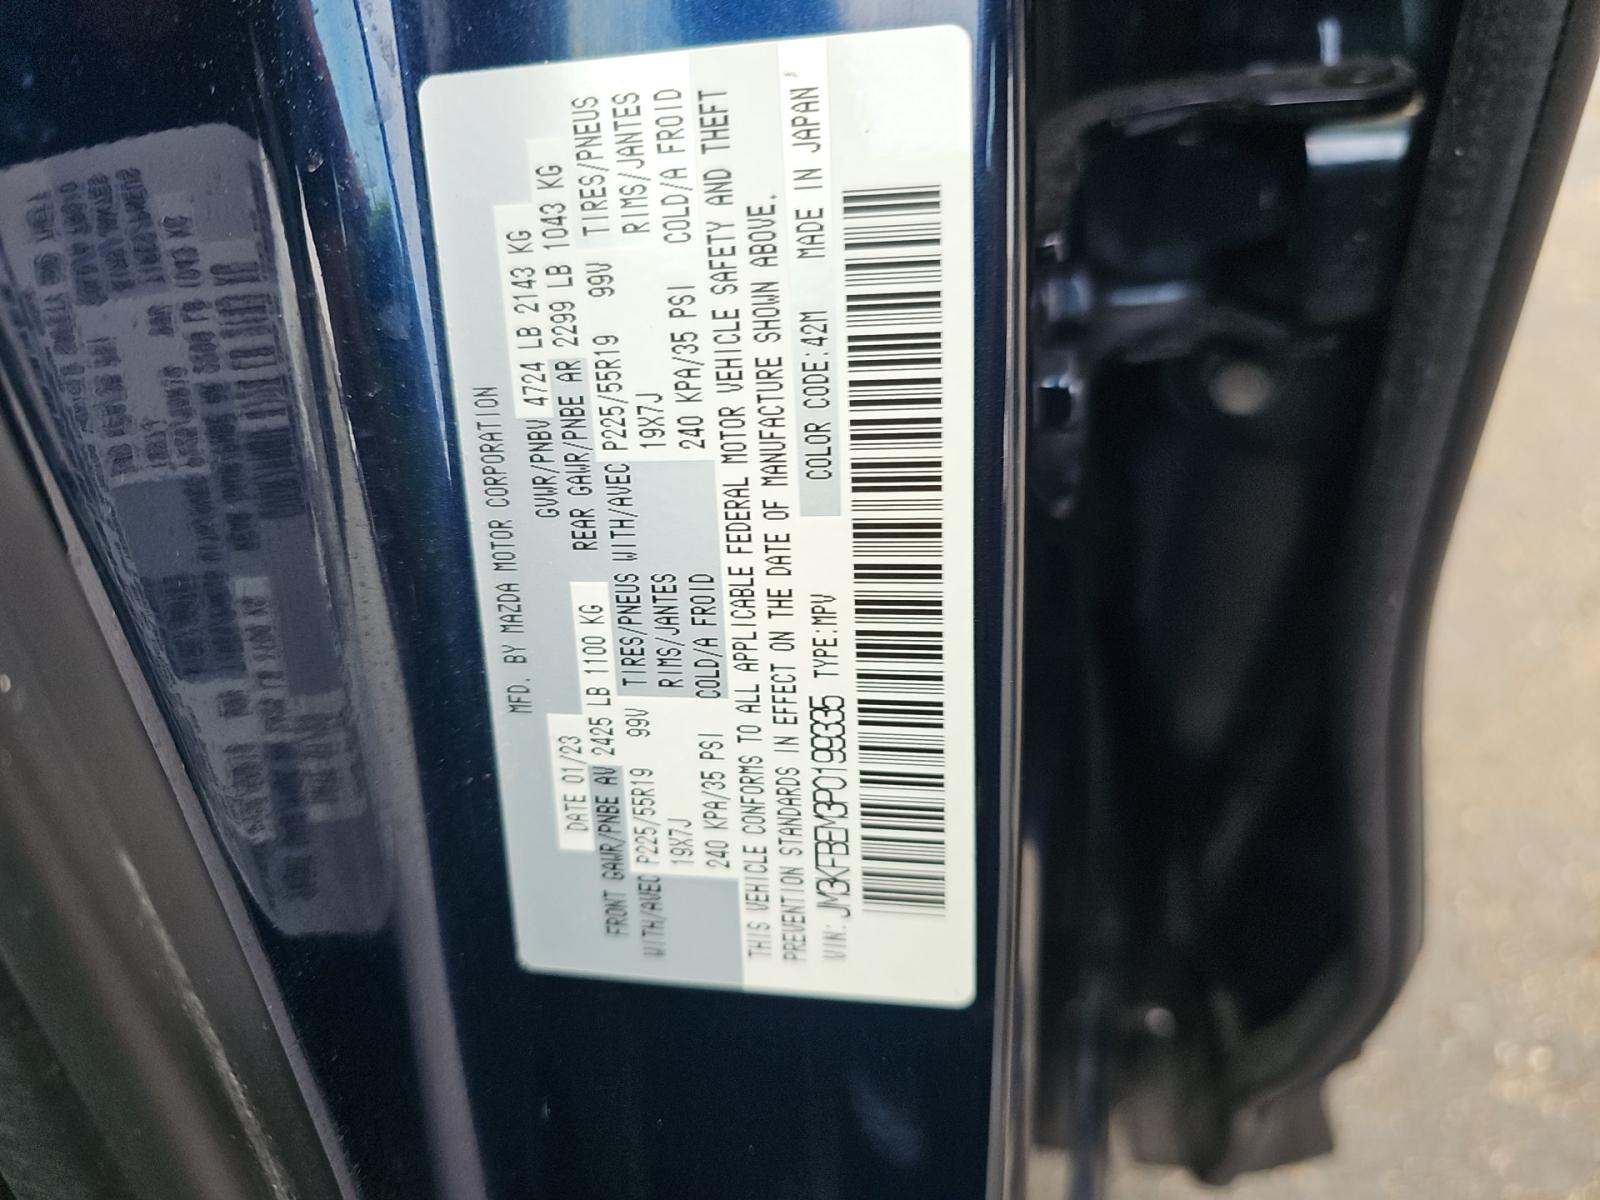 MFD. BY MAZDA MOTOR CORPORATION
DATE 01/23 GVWR/PNBV 4724 LB 2143 KG
FRONT GAWR/PNBE AV 2425 LB 1100 KG REAR GAWR/PNBE AR 2299 LB 1043 KG
WITH/AVEC P225/55R19 99V TIRES/PNEUS WITH/AVEC P225/55R19 99V TIRES/PNEUS
19X7J RIMS/JANTES 19X7J RIMS/JANTES
240 KPA/35 PSI COLD/A FROID 240 KPA/35 PSI COLD/A FROID
THIS VEHICLE CONFORMS TO ALL APPLICABLE FEDERAL MOTOR VEHICLE SAFETY AND THEFT
PREVENTION STANDARDS IN EFFECT ON THE DATE OF MANUFACTURE SHOWN ABOVE.
VIN: JM3KFBEM3P0199335 TYPE:MPV COLOR CODE:42M MADE IN JAPAN